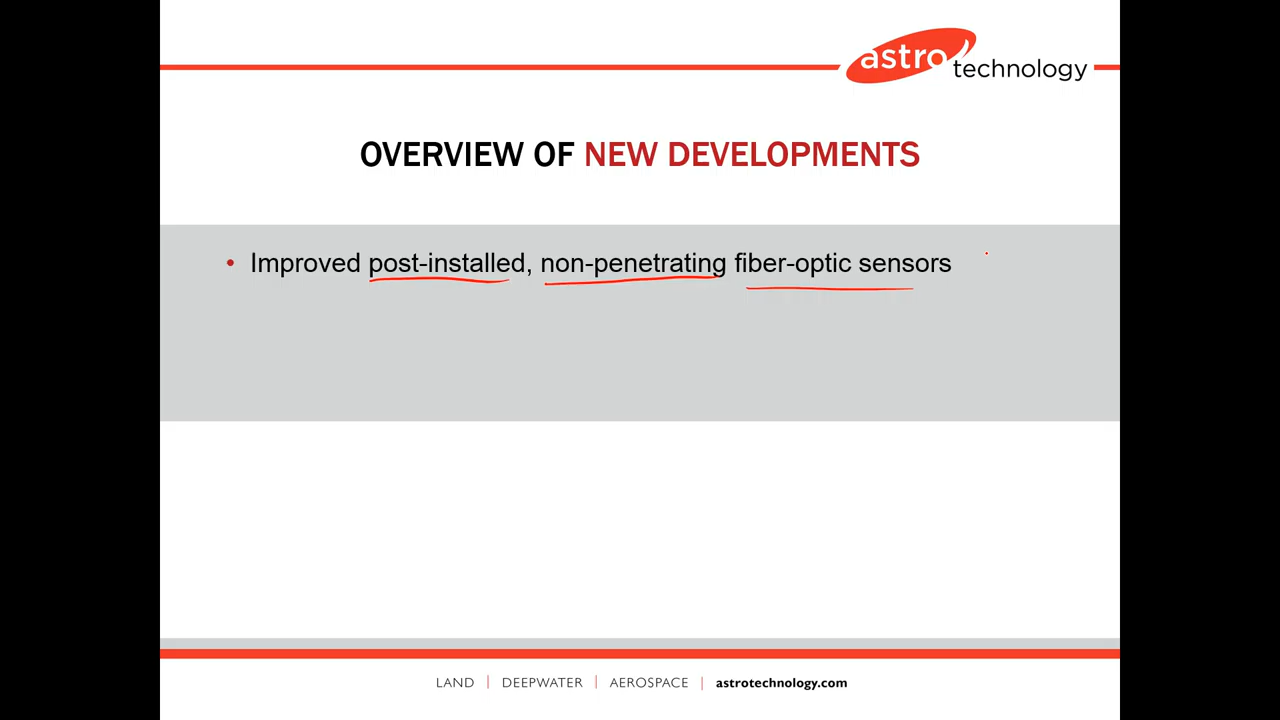 astro
technology
OVERVIEW OF NEW DEVELOPMENTS
• Improved post-installed, non-penetrating fiber-optic sensors
LAND | DEEPWATER | AEROSPACE | astrotechnology.com